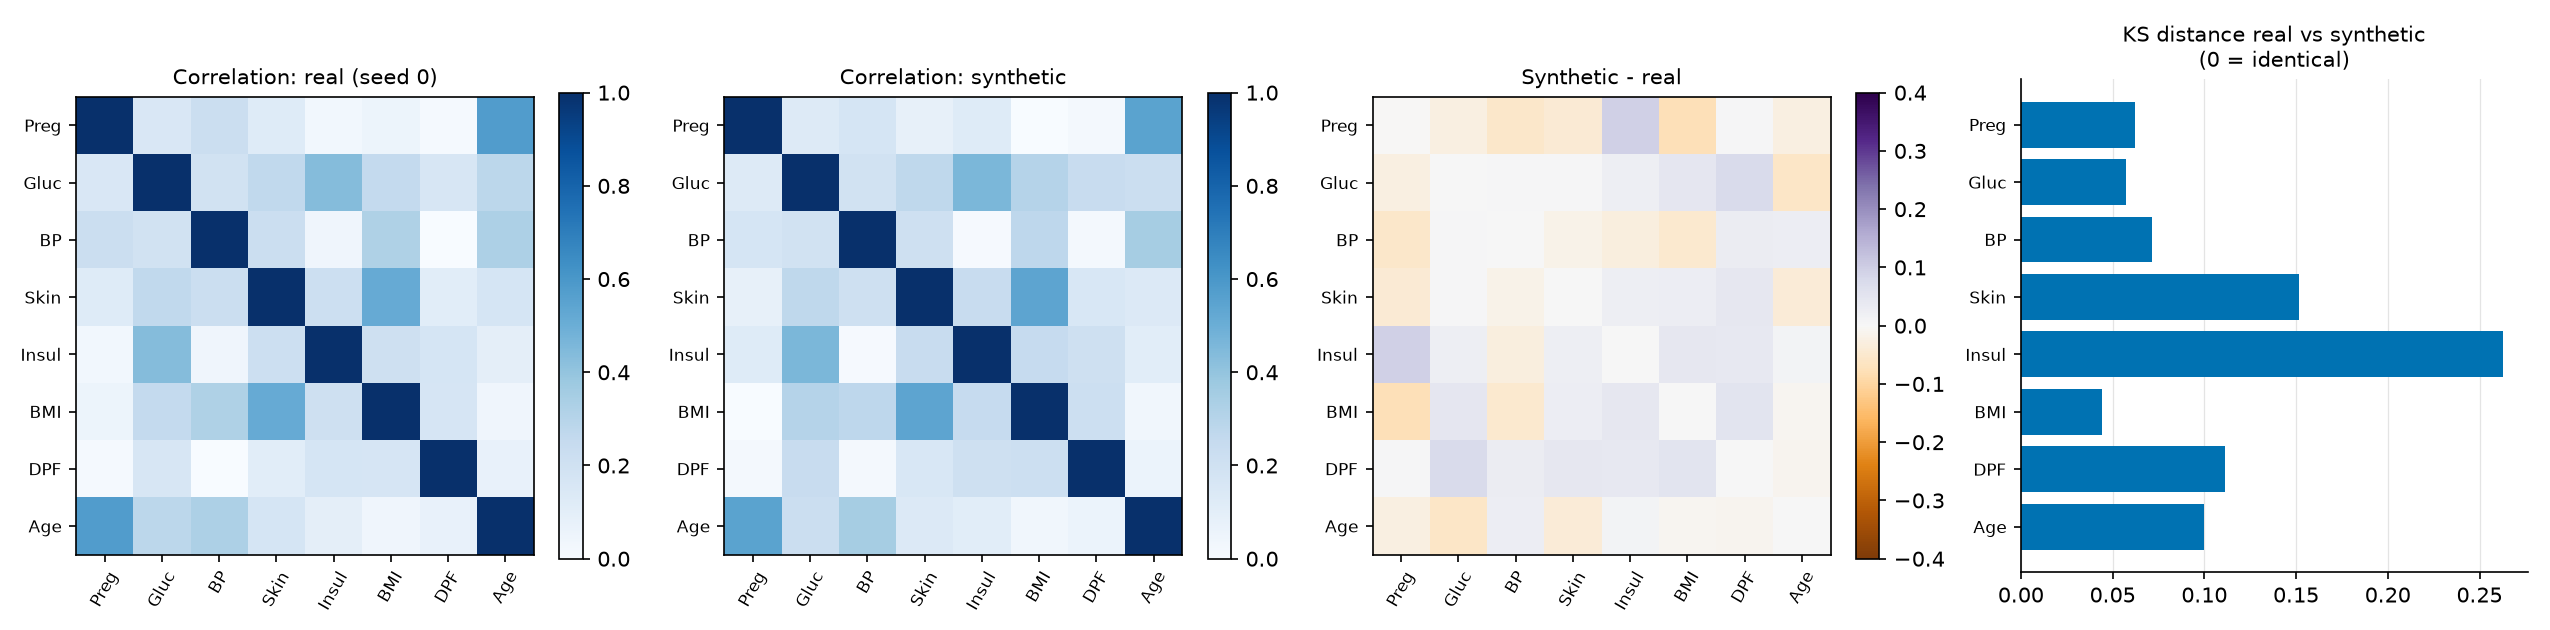 Correlation: real (seed 0)
Preg
Gluc
BP
Skin
Insul
BMI
DPF
Age
Preg
Gluc
BP
Skin
Insul
BMI
DPF
Age
1.0
0.8
0.6
0.4
0.2
0.0
Correlation: synthetic
Preg
Gluc
BP
Skin
Insul
BMI
DPF
Age
Preg
Gluc
BP
Skin
Insul
BMI
DPF
Age
1.0
0.8
0.6
0.4
0.2
0.0
Synthetic - real
Preg
Gluc
BP
Skin
Insul
BMI
DPF
Age
Preg
Gluc
BP
Skin
Insul
BMI
DPF
Age
0.4
0.3
0.2
0.1
0.0
−0.1
−0.2
−0.3
−0.4
KS distance real vs synthetic
(0 = identical)
Preg
Gluc
BP
Skin
Insul
BMI
DPF
Age
0.00
0.05
0.10
0.15
0.20
0.25